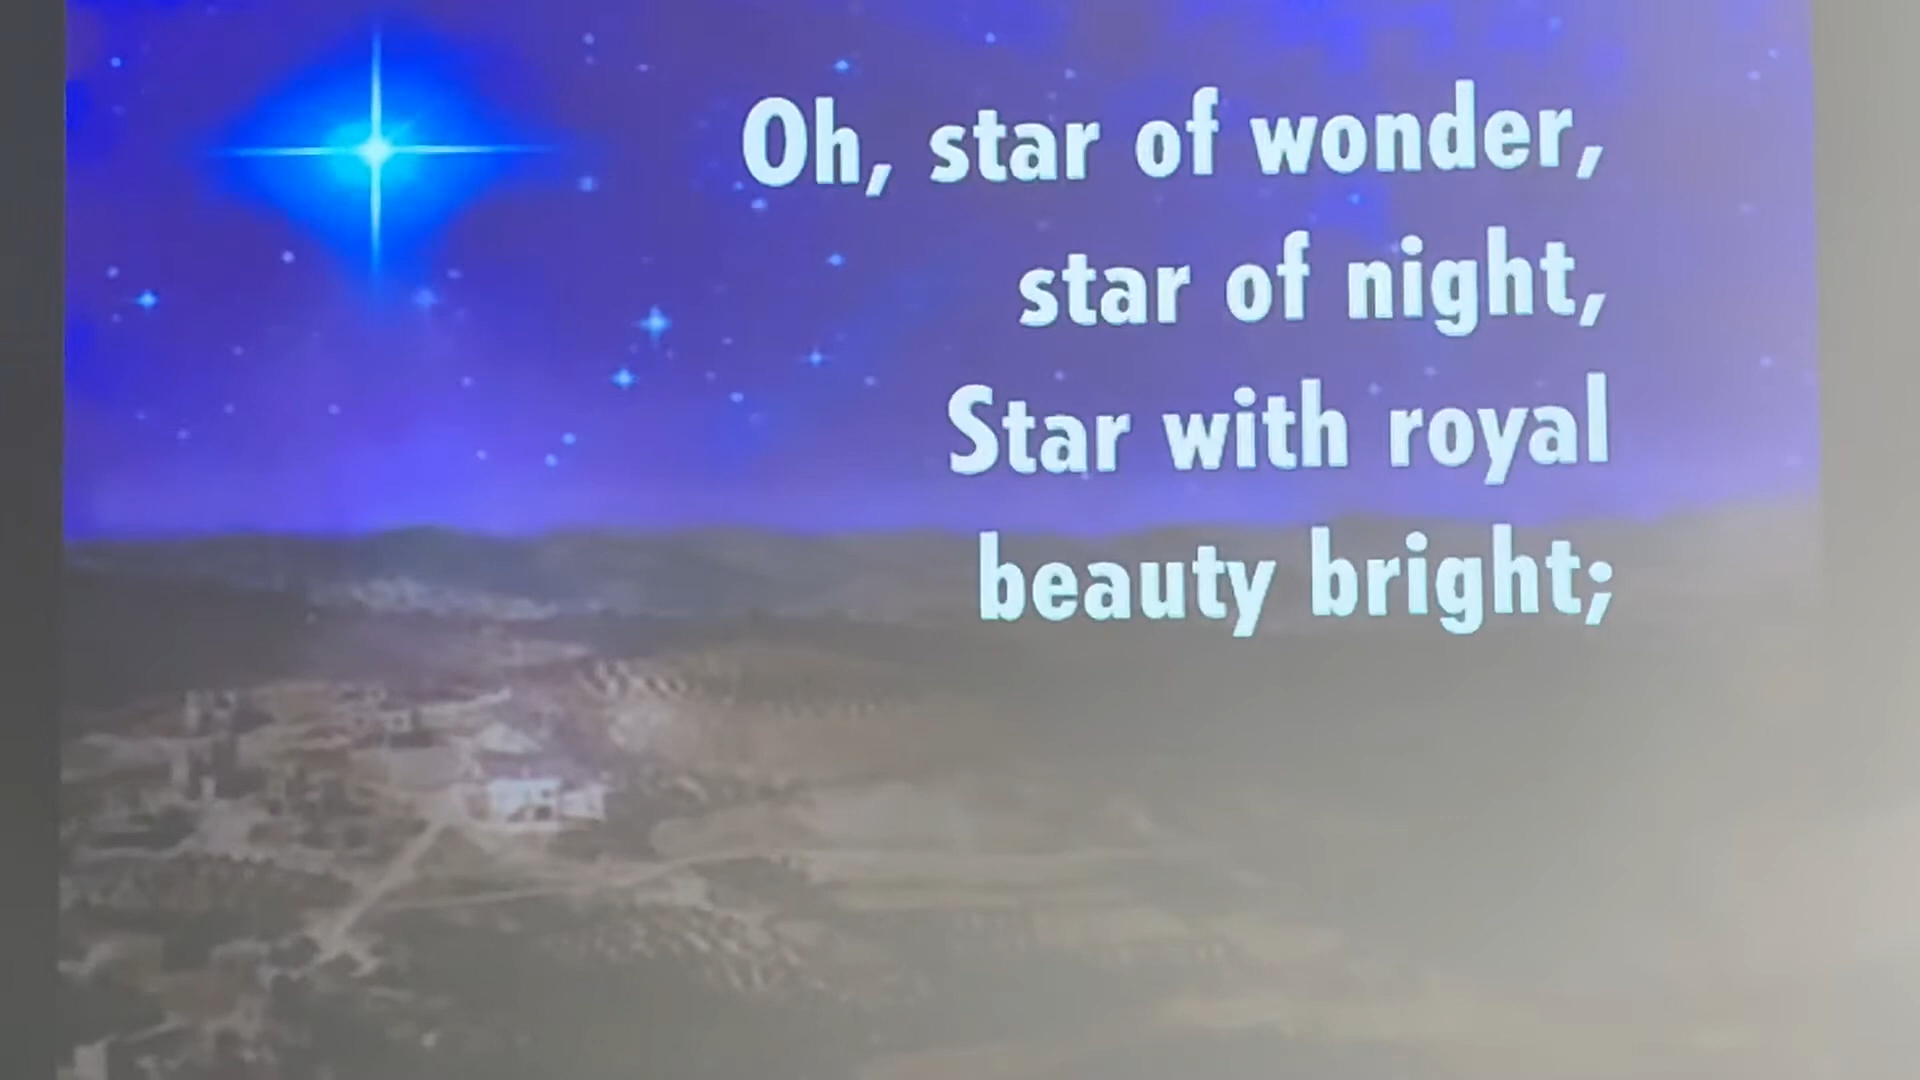 Oh, star of wonder,
star of night,
Star with royal
beauty bright;